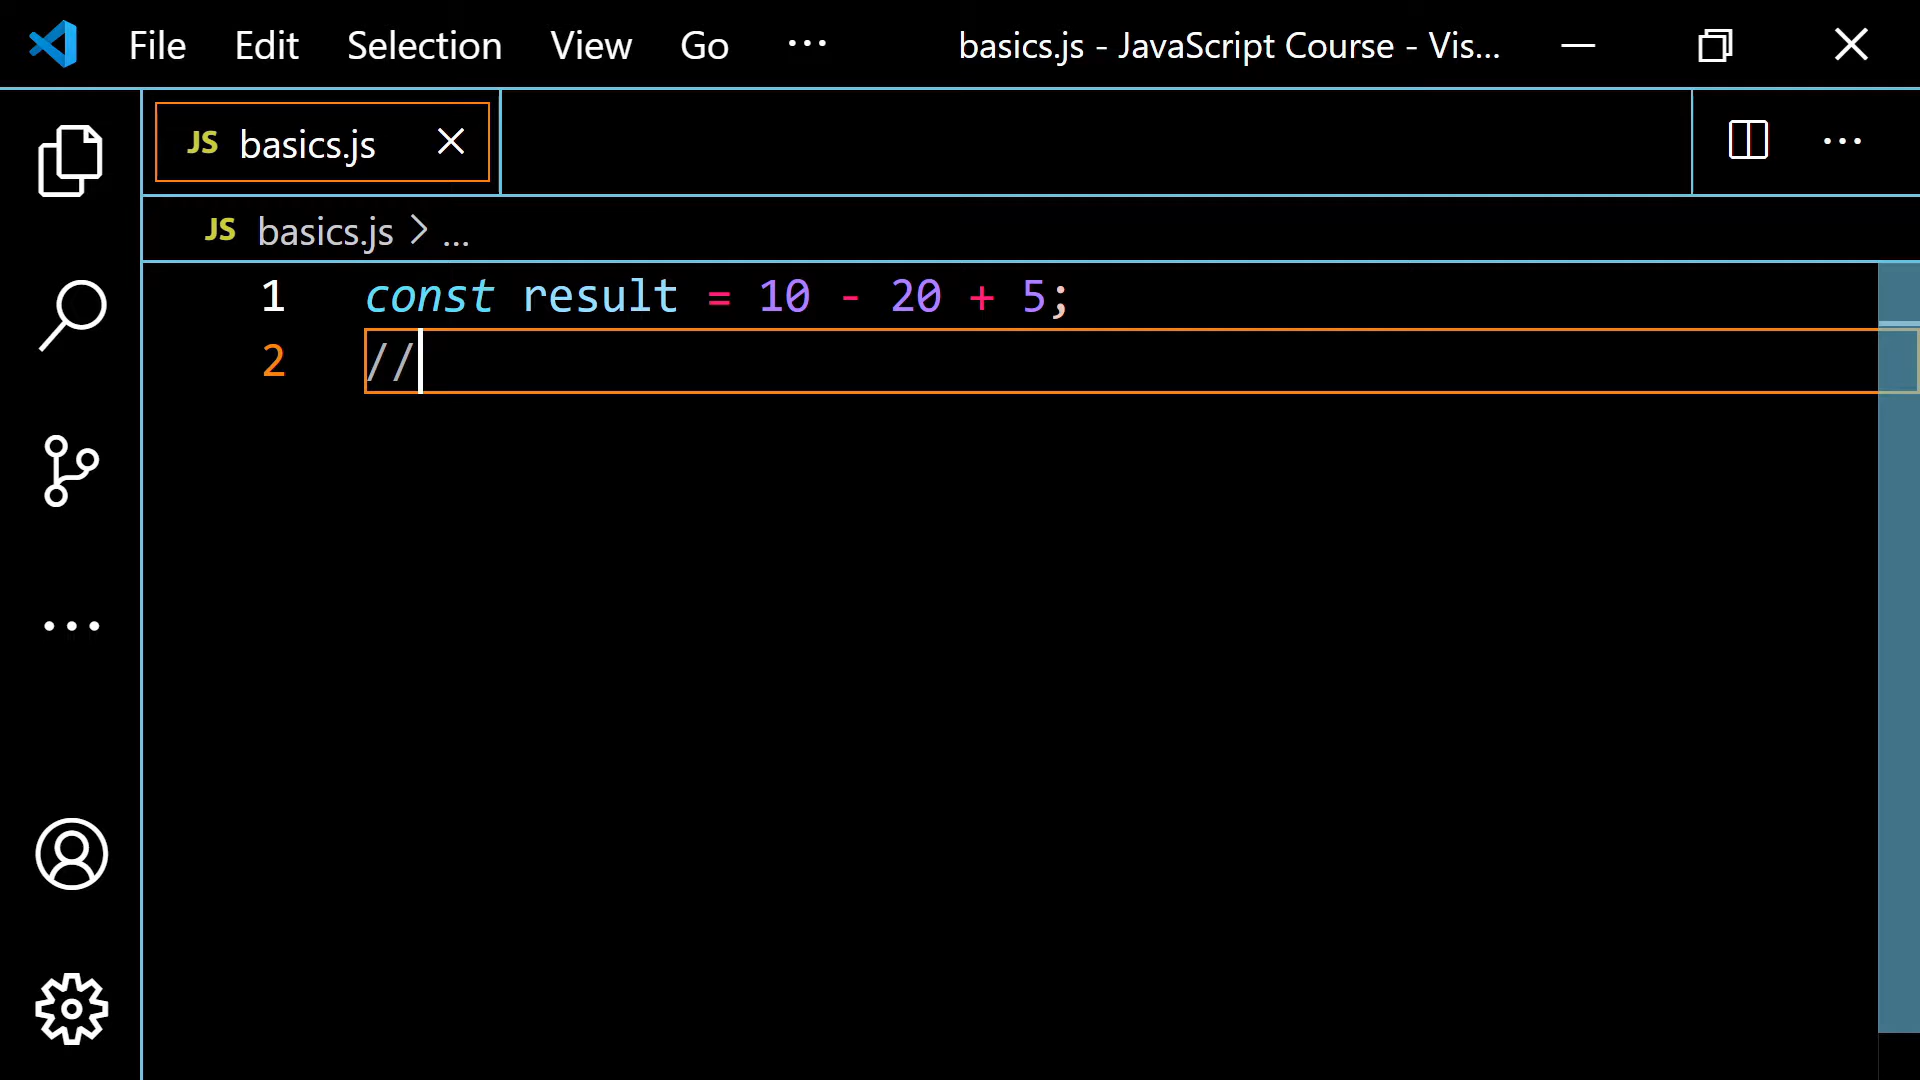 File Edit Selection View Go ··· basics.js - JavaScript Course - Vis...
JS basics.js
JS basics.js > ...
1 const result = 10 - 20 + 5;
2 //